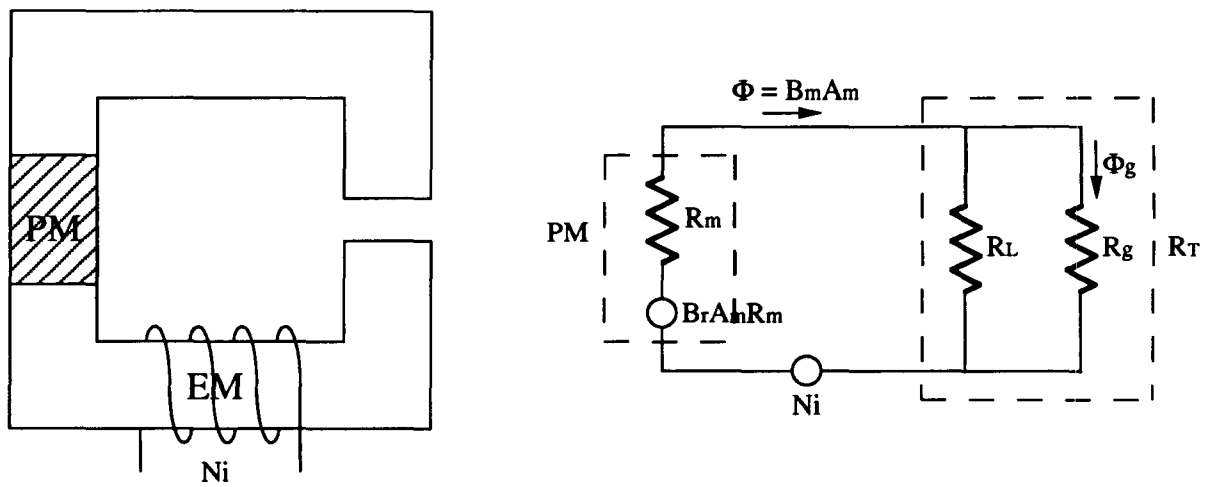 PM
EM
Ni
Φ = BmAm
Φg
PM
Rm
RL
Rg
RT
BrAmRm
Ni